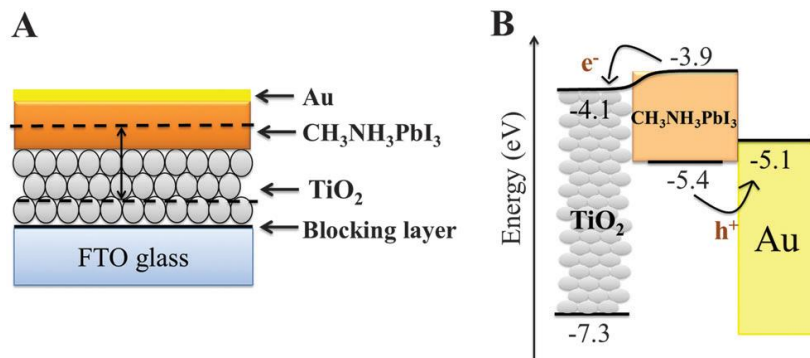 A
Au
CH₃NH₃PbI₃
TiO₂
Blocking layer
FTO glass
B
Energy (eV)
e⁻
-3.9
-4.1
CH₃NH₃PbI₃
-5.1
-5.4
TiO₂
h⁺
Au
-7.3